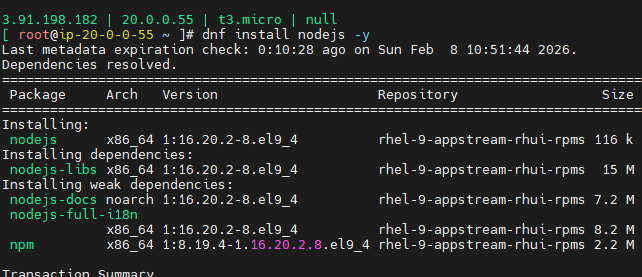 3.91.198.182 | 20.0.0.55 | t3.micro | null
[ root@ip-20-0-0-55 ~ ]# dnf install nodejs -y
Last metadata expiration check: 0:10:28 ago on Sun Feb  8 10:51:44 2026.
Dependencies resolved.
================================================================================
Package Arch Version Repository Size
================================================================================
Installing:
nodejs x86_64 1:16.20.2-8.el9_4 rhel-9-appstream-rhui-rpms 116 k
Installing dependencies:
nodejs-libs x86_64 1:16.20.2-8.el9_4 rhel-9-appstream-rhui-rpms 15 M
Installing weak dependencies:
nodejs-docs noarch 1:16.20.2-8.el9_4 rhel-9-appstream-rhui-rpms 7.2 M
nodejs-full-i18n
x86_64 1:16.20.2-8.el9_4 rhel-9-appstream-rhui-rpms 8.2 M
npm x86_64 1:8.19.4-1.16.20.2.8.el9_4 rhel-9-appstream-rhui-rpms 2.2 M
Transaction Summary